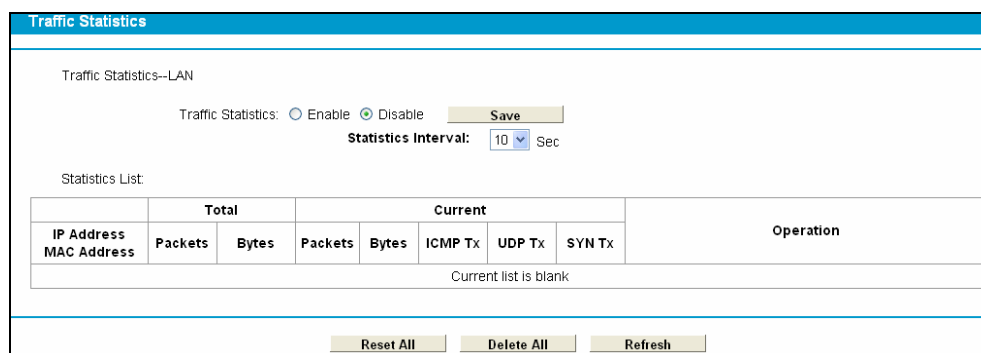 Traffic Statistics
Traffic Statistics--LAN
Traffic Statistics: Enable Disable Save
Statistics Interval: 10 Sec
Statistics List:
Total Current
IP Address
MAC Address Packets Bytes Packets Bytes ICMP Tx UDP Tx SYN Tx Operation
Current list is blank
Reset All Delete All Refresh